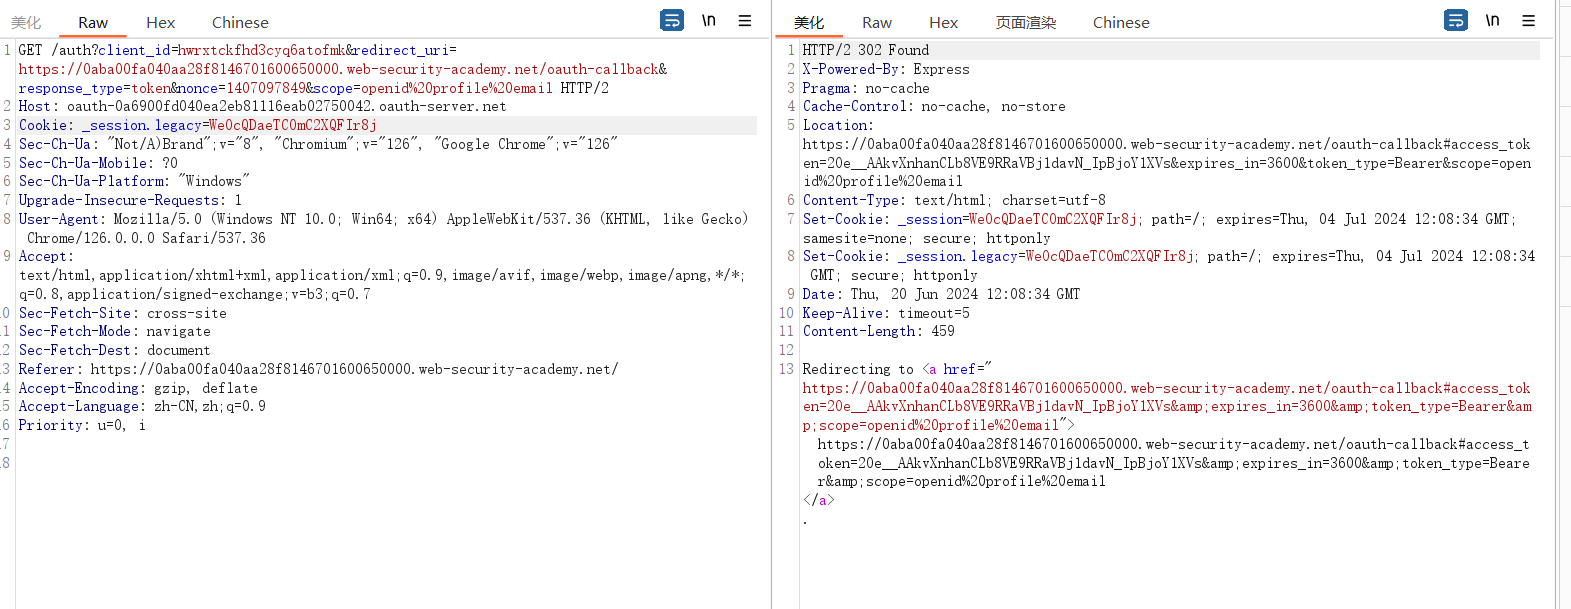 美化 Raw Hex Chinese \n
1 GET /auth?client_id=hwrxtckfhd3cyq6atofmk&redirect_uri=
https://0aba00fa040aa28f8146701600650000.web-security-academy.net/oauth-callback&
response_type=token&nonce=1407097849&scope=openid%20profile%20email HTTP/2
2 Host: oauth-0a6900fd040ea2eb81116eab02750042.oauth-server.net
3 Cookie: _session.legacy=We0cQDaeTC0mC2XQFIr8j
4 Sec-Ch-Ua: "Not/A)Brand";v="8", "Chromium";v="126", "Google Chrome";v="126"
5 Sec-Ch-Ua-Mobile: ?0
6 Sec-Ch-Ua-Platform: "Windows"
7 Upgrade-Insecure-Requests: 1
8 User-Agent: Mozilla/5.0 (Windows NT 10.0; Win64; x64) AppleWebKit/537.36 (KHTML, like Gecko)
Chrome/126.0.0.0 Safari/537.36
9 Accept:
text/html,application/xhtml+xml,application/xml;q=0.9,image/avif,image/webp,image/apng,*/*;
q=0.8,application/signed-exchange;v=b3;q=0.7
0 Sec-Fetch-Site: cross-site
1 Sec-Fetch-Mode: navigate
2 Sec-Fetch-Dest: document
3 Referer: https://0aba00fa040aa28f8146701600650000.web-security-academy.net/
4 Accept-Encoding: gzip, deflate
5 Accept-Language: zh-CN,zh;q=0.9
6 Priority: u=0, i
7
8
美化 Raw Hex 页面渲染 Chinese \n
1 HTTP/2 302 Found
2 X-Powered-By: Express
3 Pragma: no-cache
4 Cache-Control: no-cache, no-store
5 Location:
https://0aba00fa040aa28f8146701600650000.web-security-academy.net/oauth-callback#access_tok
en=20e__AAkvXnhanCLb8VE9RRaVBj1davN_IpBjoY1XVs&expires_in=3600&token_type=Bearer&scope=open
id%20profile%20email
6 Content-Type: text/html; charset=utf-8
7 Set-Cookie: _session=We0cQDaeTC0mC2XQFIr8j; path=/; expires=Thu, 04 Jul 2024 12:08:34 GMT;
samesite=none; secure; httponly
8 Set-Cookie: _session.legacy=We0cQDaeTC0mC2XQFIr8j; path=/; expires=Thu, 04 Jul 2024 12:08:34
GMT; secure; httponly
9 Date: Thu, 20 Jun 2024 12:08:34 GMT
10 Keep-Alive: timeout=5
11 Content-Length: 459
12
13 Redirecting to <a href="
https://0aba00fa040aa28f8146701600650000.web-security-academy.net/oauth-callback#access_tok
en=20e__AAkvXnhanCLb8VE9RRaVBj1davN_IpBjoY1XVs&amp;expires_in=3600&amp;token_type=Bearer&am
p;scope=openid%20profile%20email">
https://0aba00fa040aa28f8146701600650000.web-security-academy.net/oauth-callback#access_t
oken=20e__AAkvXnhanCLb8VE9RRaVBj1davN_IpBjoY1XVs&amp;expires_in=3600&amp;token_type=Beare
r&amp;scope=openid%20profile%20email
</a>
.